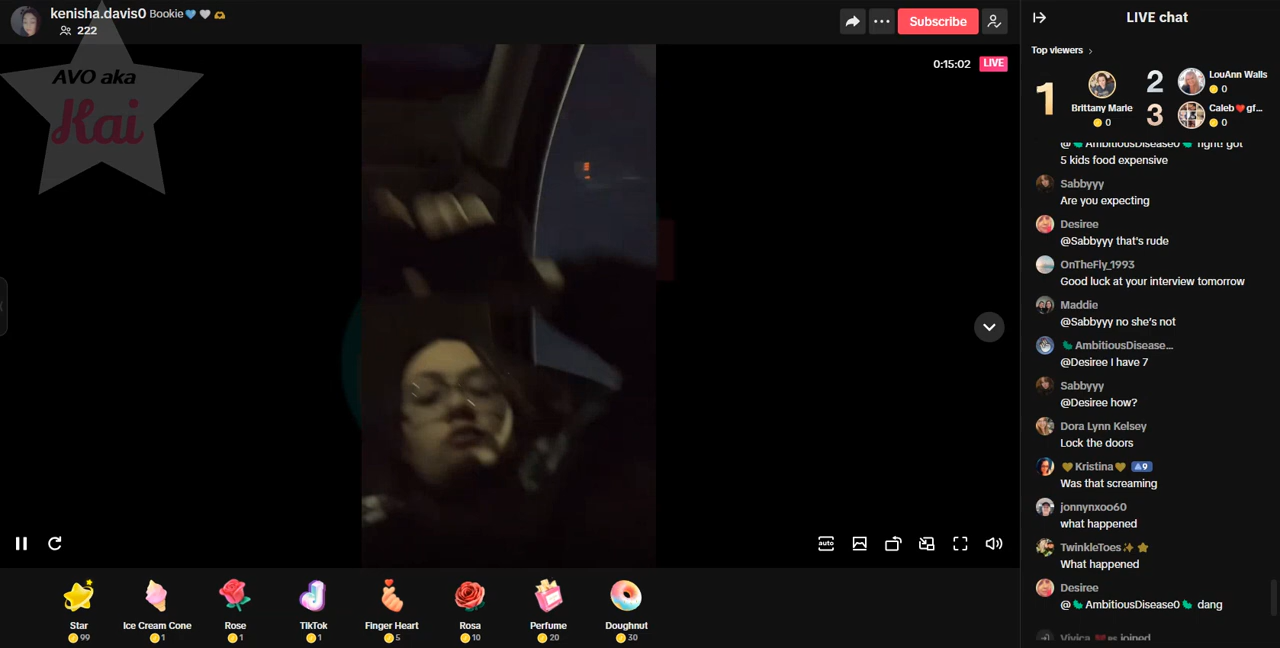 kenisha.davis0 Bookie
222
Subscribe
AVO aka
Kai
0:15:02 LIVE
LIVE chat
Top viewers
1
Brittany Marie
0
2
LouAnn Walls
0
3
Caleb gf...
0
@ AmbitiousDisease0 right! got
5 kids food expensive
Sabbyyy
Are you expecting
Desiree
@Sabbyyy that's rude
OnTheFly_1993
Good luck at your interview tomorrow
Maddie
@Sabbyyy no she's not
AmbitiousDisease...
@Desiree I have 7
Sabbyyy
@Desiree how?
Dora Lynn Kelsey
Lock the doors
Kristina 9
Was that screaming
jonnynxoo60
what happened
TwinkleToes
What happened
Desiree
@ AmbitiousDisease0 dang
Vivica joined
auto
Star
99
Ice Cream Cone
1
Rose
1
TikTok
1
Finger Heart
5
Rosa
10
Perfume
20
Doughnut
30